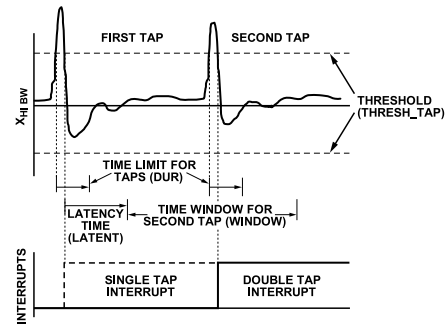 FIRST TAP
SECOND TAP
X HI BW
THRESHOLD
(THRESH_TAP)
TIME LIMIT FOR
TAPS (DUR)
LATENCY
TIME
(LATENT)
TIME WINDOW FOR
SECOND TAP (WINDOW)
INTERRUPTS
SINGLE TAP
INTERRUPT
DOUBLE TAP
INTERRUPT